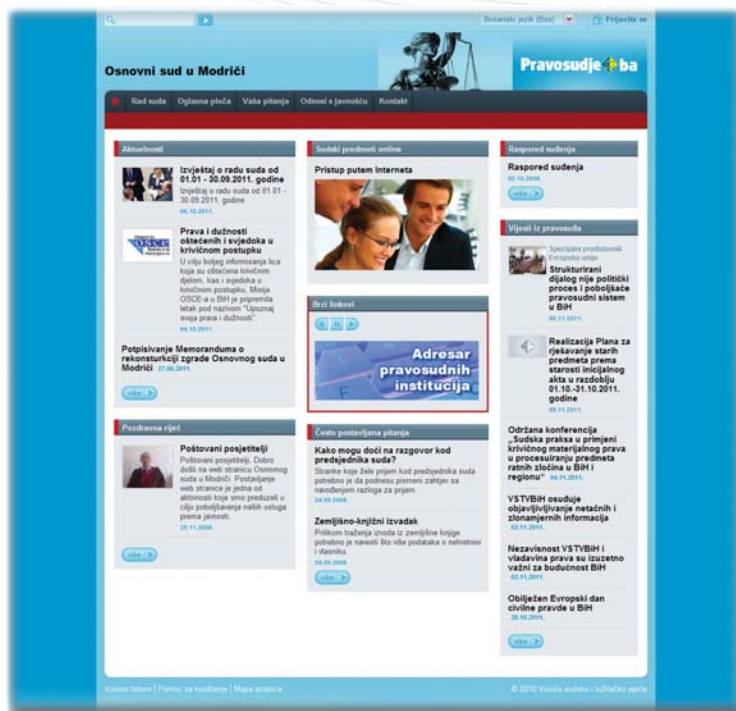 Bosanski jezik (Bos)
Prijavite se
Osnovni sud u Modriči
Pravosudje ba
Rad suda
Oglasna ploča
Vaša pitanja
Odnosi s javnošću
Kontakt
Aktuelnosti
Izvještaj o radu suda od
01.01 - 30.09.2011. godine
Izvještaj o radu suda od 01.01 -
30.09.2011. godine
06.10.2011.
OSCE
Prava i dužnosti
oštećenih i svjedoka u
krivičnom postupku
U cilju boljeg informisanja lica
koja su oštećena krivičnim
djelom, kao i svjedoka u
krivičnom postupku, Misija
OSCE-a u BiH je pripremila
letak pod nazivom "Upoznaj
svoja prava i dužnosti".
04.10.2011.
Potpisivanje Memoranduma o
rekonsturkciji zgrade Osnovnog suda u
Modriči 27.06.2011.
više
Pozdravna riječ
Poštovani posjetitelji
Poštovani posjetitelji, Dobro
došli na web stranicu Osnovnog
suda u Modriči. Postavljanje
web stranice je jedna od
aktivnosti koje smo preduzeli u
cilju poboljšavanja naših usluga
prema javnosti.
25.11.2008.
više
Sudski predmeti online
Pristup putem Interneta
Brzi linkovi
Adresar
pravosudnih
institucija
Često postavljana pitanja
Kako mogu doći na razgovor kod
predsjednika suda?
Stranke koje žele prijem kod predsjednika suda
potrebno je da podnesu pismeni zahtjev sa
navođenjem razloga za prijem.
24.09.2008.
Zemljišno-knjižni izvadak
Prilikom traženja izvoda iz zemljišne knjige
potrebno je navesti što više podataka o nekretnini
i vlasniku.
24.09.2008.
više
Raspored suđenja
Raspored suđenja
02.10.2008.
više
Vijesti iz pravosuđa
Specijalni predstavnik
Evropske unije
Strukturirani
dijalog nije politički
proces i poboljšaće
pravosudni sistem
u BiH
08.11.2011.
Realizacija Plana za
rješavanje starih
predmeta prema
starosti inicijalnog
akta u razdoblju
01.10.-31.10.2011.
godine
08.11.2011.
Održana konferencija
„Sudska praksa u primjeni
krivičnog materijalnog prava
u procesuiranju predmeta
ratnih zločina u BiH i
regionu“ 04.11.2011.
VSTVBiH osuđuje
objavljivljivanje netačnih i
zlonamjernih informacija
02.11.2011.
Nezavisnost VSTVBiH i
vladavina prava su izuzetno
važni za budućnost BiH
02.11.2011.
Obilježen Evropski dan
civilne pravde u BiH
28.10.2011.
više
Korisni linkovi | Pomoć za korištenje | Mapa stranice
© 2010 Visoko sudsko i tužilačko vijeće